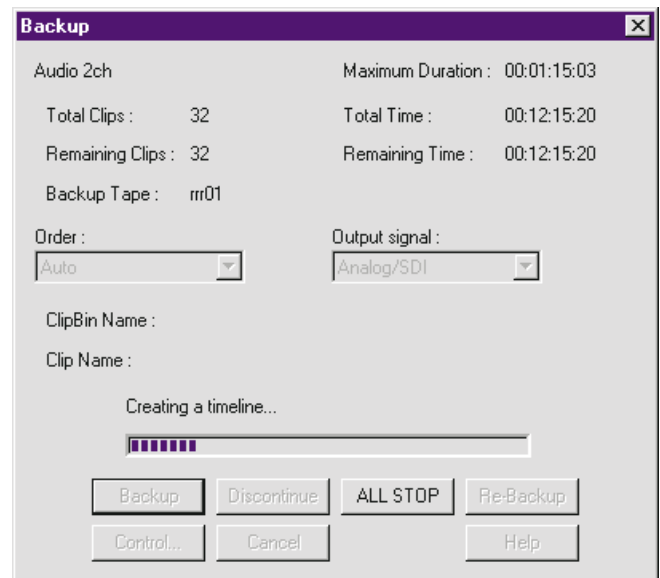 Backup
Audio 2ch Maximum Duration : 00:01:15:03
Total Clips : 32 Total Time : 00:12:15:20
Remaining Clips : 32 Remaining Time : 00:12:15:20
Backup Tape : rrr01
Order : Output signal :
Auto Analog/SDI
ClipBin Name :
Clip Name :
Creating a timeline...
Backup Discontinue ALL STOP Re-Backup
Control... Cancel Help